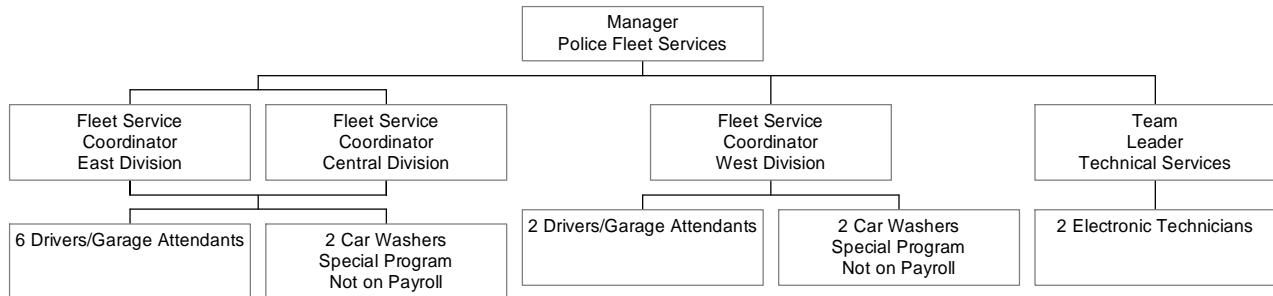 Manager
Police Fleet Services
Fleet Service
Coordinator
East Division
Fleet Service
Coordinator
Central Division
Fleet Service
Coordinator
West Division
Team
Leader
Technical Services
6 Drivers/Garage Attendants
2 Car Washers
Special Program
Not on Payroll
2 Drivers/Garage Attendants
2 Car Washers
Special Program
Not on Payroll
2 Electronic Technicians